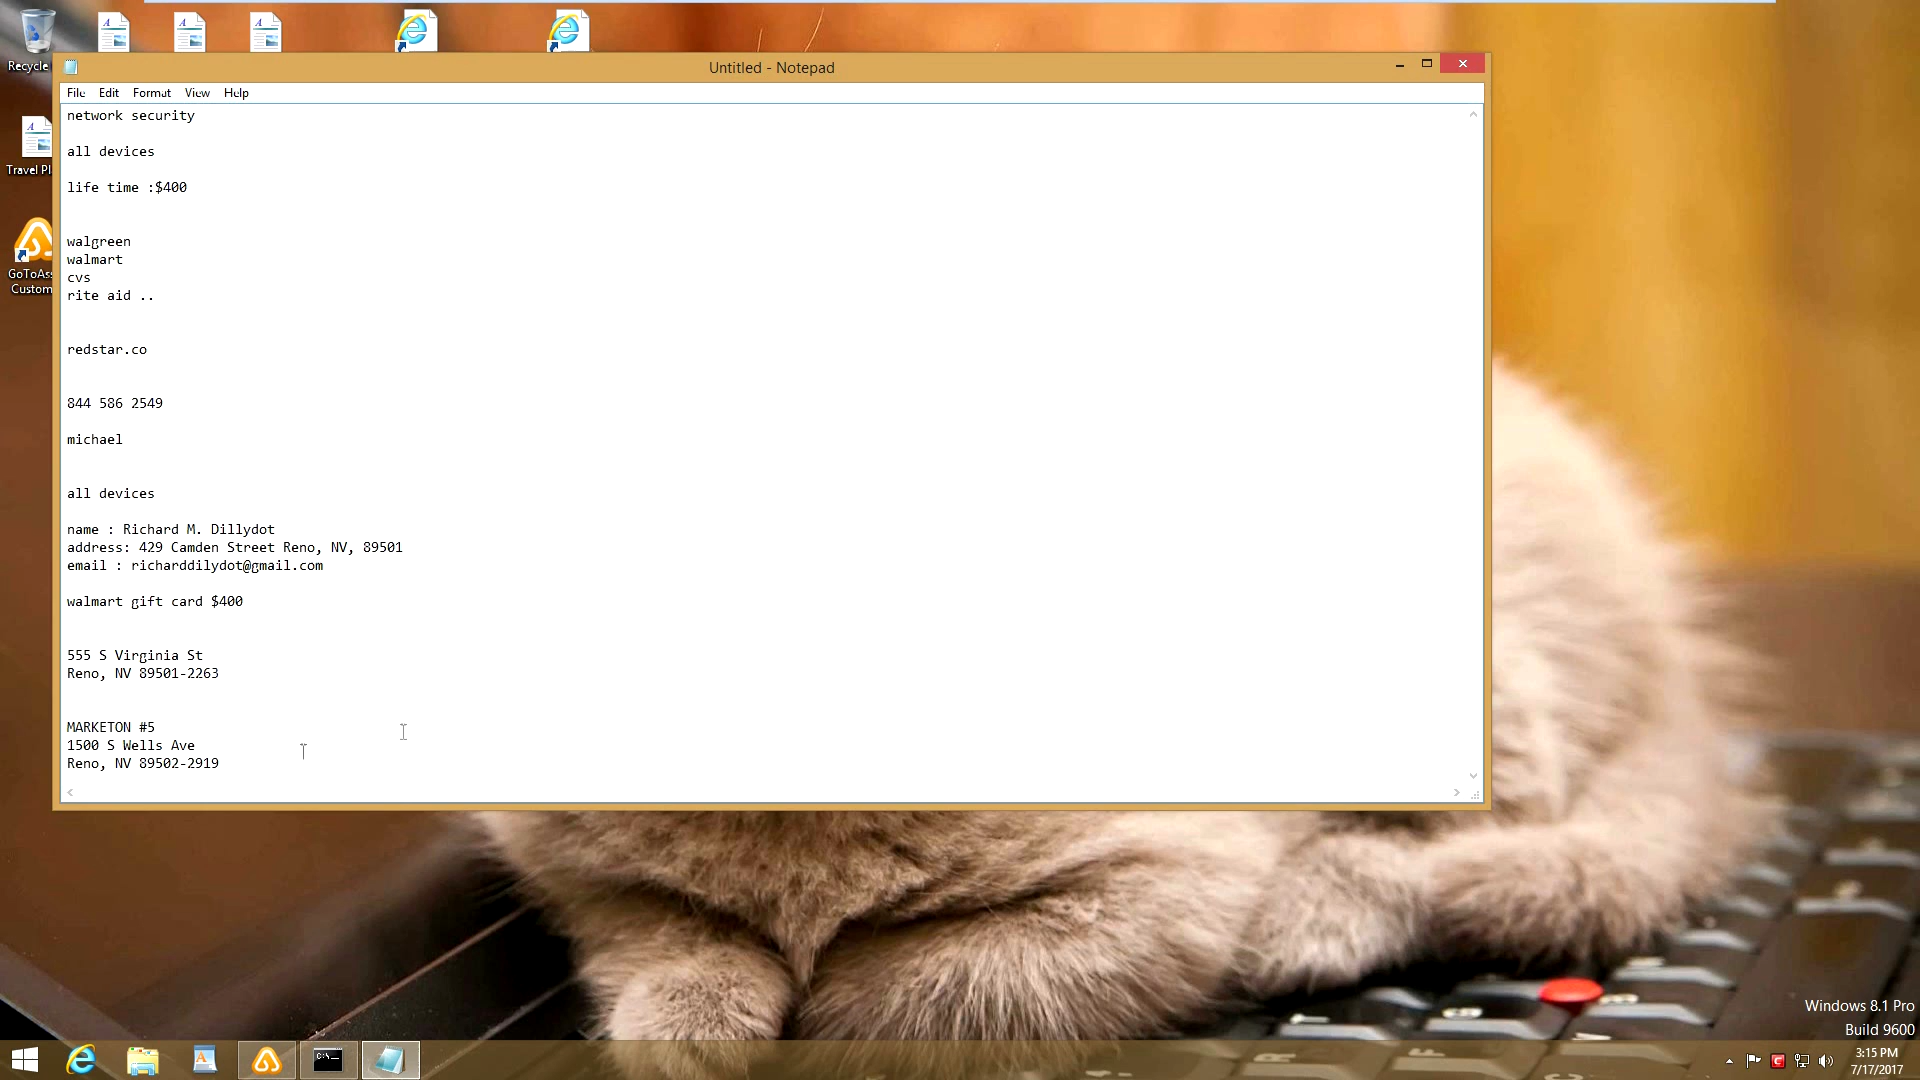 Recycle
Travel Pl
GoToAss
Custom
Untitled - Notepad
File Edit Format View Help
network security
all devices
life time :$400
walgreen
walmart
cvs
rite aid ..
redstar.co
844 586 2549
michael
all devices
name : Richard M. Dillydot
address: 429 Camden Street Reno, NV, 89501
email : richarddilydot@gmail.com
walmart gift card $400
555 S Virginia St
Reno, NV 89501-2263
MARKETON #5
1500 S Wells Ave
Reno, NV 89502-2919
Windows 8.1 Pro
Build 9600
3:15 PM
7/17/2017